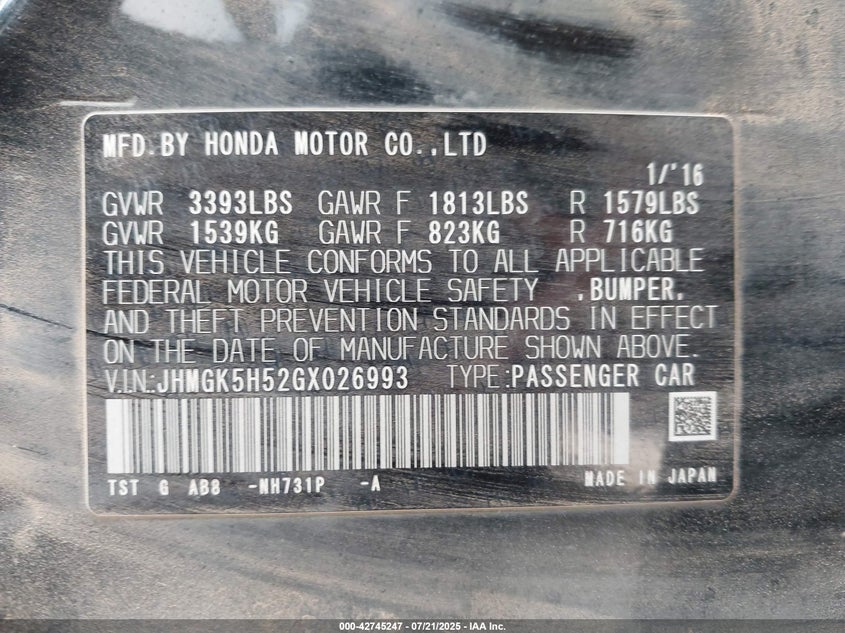 MFD.BY HONDA MOTOR CO.,LTD
1/'16
GVWR 3393LBS GAWR F 1813LBS R 1579LBS
GVWR 1539KG GAWR F 823KG R 716KG
THIS VEHICLE CONFORMS TO ALL APPLICABLE
FEDERAL MOTOR VEHICLE SAFETY ,BUMPER,
AND THEFT PREVENTION STANDARDS IN EFFECT
ON THE DATE OF MANUFACTURE SHOWN ABOVE.
V.IN:JHMGK5H52GX026993 TYPE:PASSENGER CAR
TST G AB8 -NH731P -A MADE IN JAPAN
000-42745247 - 07/21/2025 - IAA Inc.